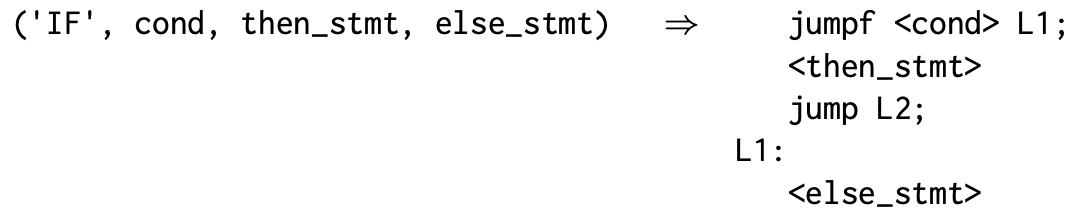 ('IF', cond, then_stmt, else_stmt) ⇒ jumpf <cond> L1;
<then_stmt>
jump L2;
L1:
<else_stmt>